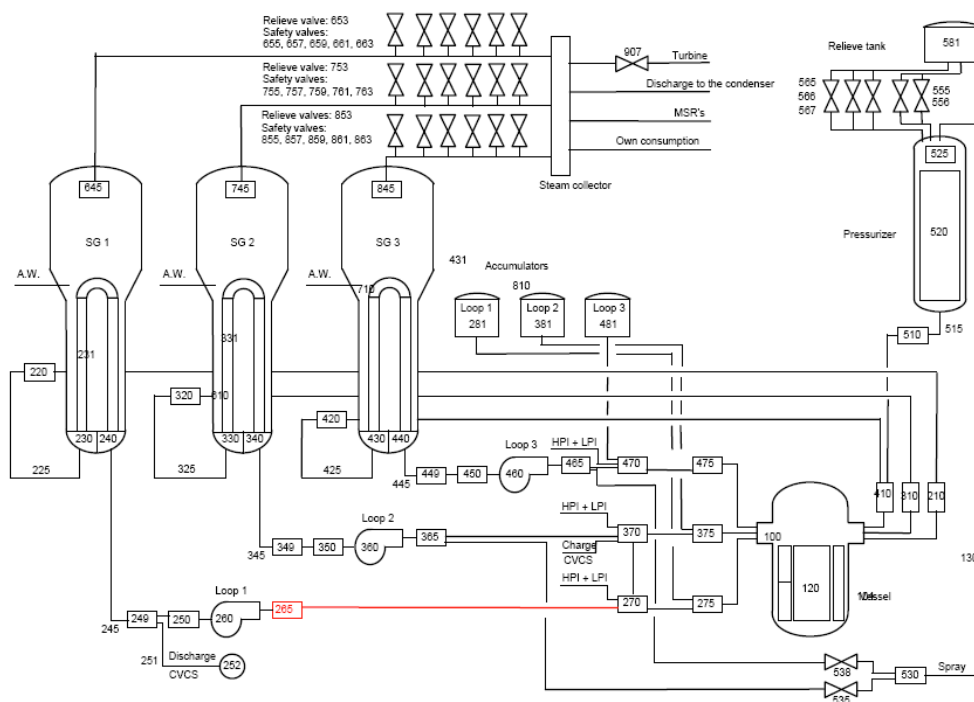 Relieve valve: 653
Safety valves:
655, 657, 659, 661, 663
Relieve valve: 753
Safety valves:
755, 757, 759, 761, 763
Relieve valves: 853
Safety valves:
855, 857, 859, 861, 863
907
Turbine
Discharge to the condenser
MSR's
Own consumption
Steam collector
Relieve tank
581
565
566
567
555
556
525
520
Pressurizer
510
515
645
745
845
SG 1
SG 2
SG 3
A.W.
A.W.
A.W.
710
431
Accumulators
810
Loop 1
281
Loop 2
381
Loop 3
481
231
331
220
320
610
420
230
240
330
340
430
440
225
325
425
445
449
450
460
Loop 3
465
HPI + LPI
470
475
410
310
210
345
349
350
360
Loop 2
365
HPI + LPI
370
375
Charge
CVCS
100
120
Vessel
130
245
249
250
260
Loop 1
265
HPI + LPI
270
275
251
Discharge
CVCS
252
538
535
530
Spray